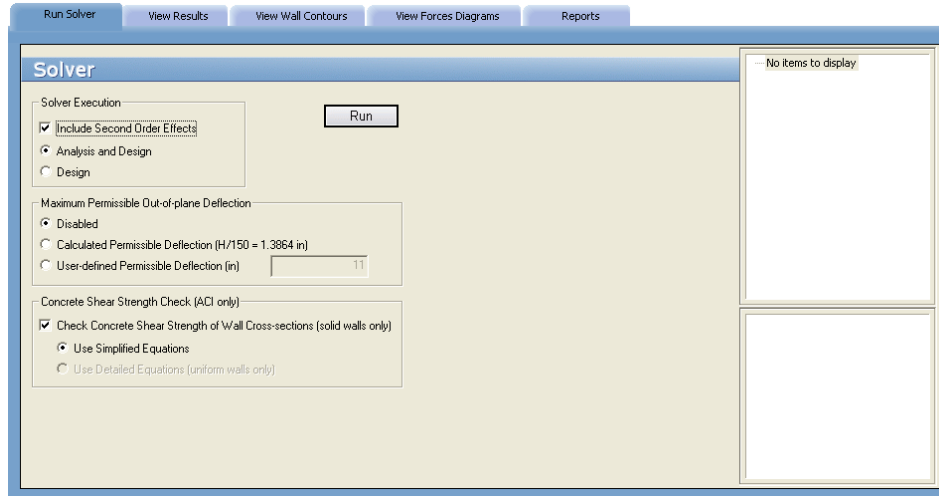 Run Solver
View Results
View Wall Contours
View Forces Diagrams
Reports
Solver
No items to display
Solver Execution
Run
Include Second Order Effects
Analysis and Design
Design
Maximum Permissible Out-of-plane Deflection
Disabled
Calculated Permissible Deflection (H/150 = 1.3864 in)
User-defined Permissible Deflection (in)
11
Concrete Shear Strength Check (ACI only)
Check Concrete Shear Strength of Wall Cross-sections (solid walls only)
Use Simplified Equations
Use Detailed Equations (uniform walls only)